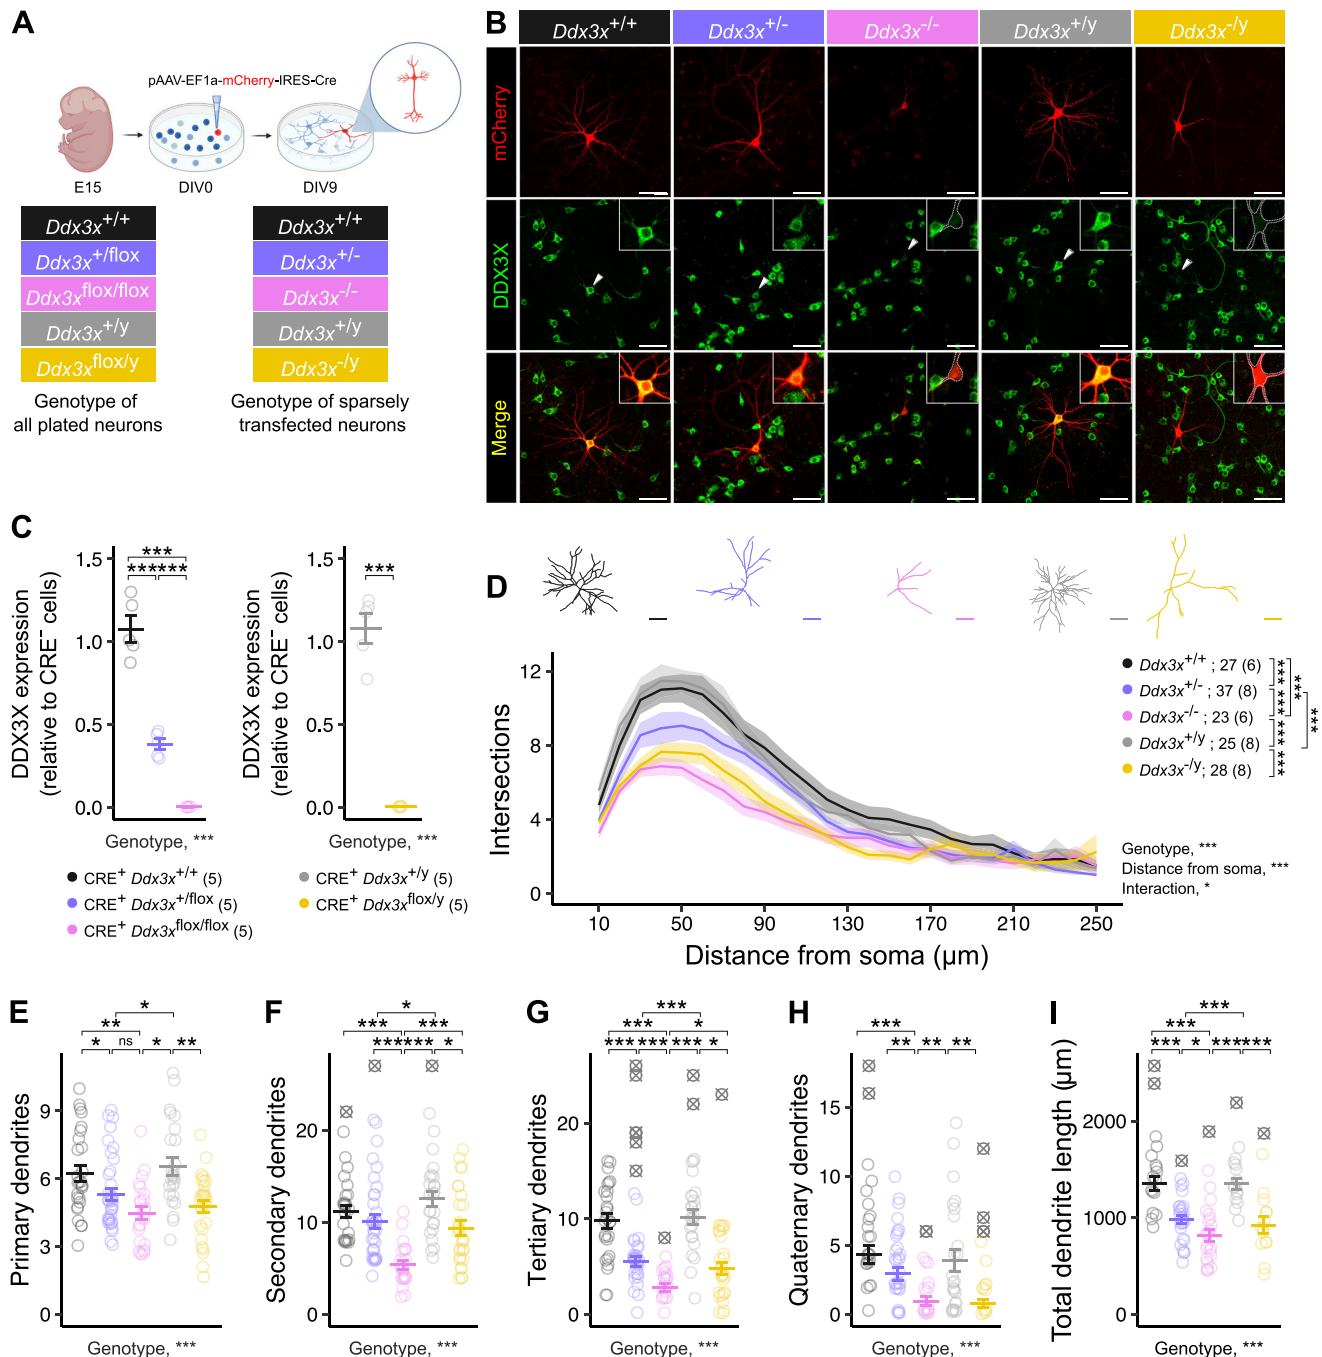 A
pAAV-EF1a-mCherry-IRES-Cre
E15
DIV0
DIV9
Ddx3x+/+
Ddx3x+/flox
Ddx3xflox/flox
Ddx3x+/y
Ddx3xflox/y
Genotype of
all plated neurons
Ddx3x+/+
Ddx3x+/-
Ddx3x-/-
Ddx3x+/y
Ddx3x-/y
Genotype of sparsely
transfected neurons
B
Ddx3x+/+ Ddx3x+/- Ddx3x-/- Ddx3x+/y Ddx3x-/y
mCherry
DDX3X
Merge
C
DDX3X expression
(relative to CRE- cells)
1.5
1.0
0.5
0.0
***
*** ***
Genotype, ***
CRE+ Ddx3x+/+ (5)
CRE+ Ddx3x+/flox (5)
CRE+ Ddx3xflox/flox (5)
DDX3X expression
(relative to CRE- cells)
1.5
1.0
0.5
0.0
***
Genotype, ***
CRE+ Ddx3x+/y (5)
CRE+ Ddx3xflox/y (5)
D
Intersections
12
8
4
0
10 50 90 130 170 210 250
Distance from soma (μm)
Ddx3x+/+ ; 27 (6)
Ddx3x+/- ; 37 (8)
Ddx3x-/- ; 23 (6)
Ddx3x+/y ; 25 (8)
Ddx3x-/y; 28 (8)
*** *** *** *** *** ***
Genotype, ***
Distance from soma, ***
Interaction, *
E
Primary dendrites
9
6
3
0
*
**
* ns * **
Genotype, ***
F
Secondary dendrites
20
10
0
*
*** ***
*** *** *
Genotype, ***
G
Tertiary dendrites
20
10
0
***
*** *
*** *** *** *
Genotype, ***
H
Quaternary dendrites
15
10
5
0
***
** ** **
Genotype, ***
I
Total dendrite length (μm)
2000
1000
0
***
***
*** * *** ***
Genotype, ***